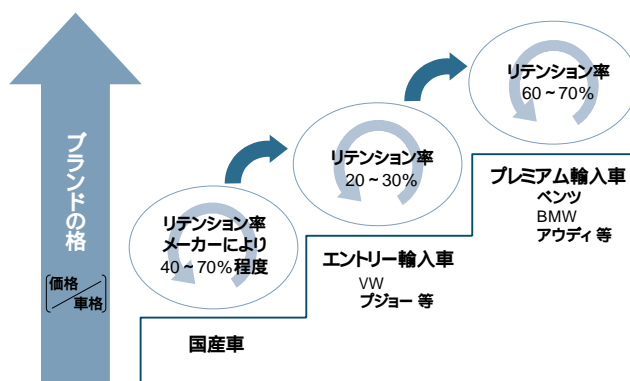 ブランドの格
価格
車格
リテンション率
メーカーにより
40~70%程度
国産車
リテンション率
20~30%
エントリー輸入車
VW
プジョー 等
リテンション率
60~70%
プレミアム輸入車
ベンツ
BMW
アウディ 等